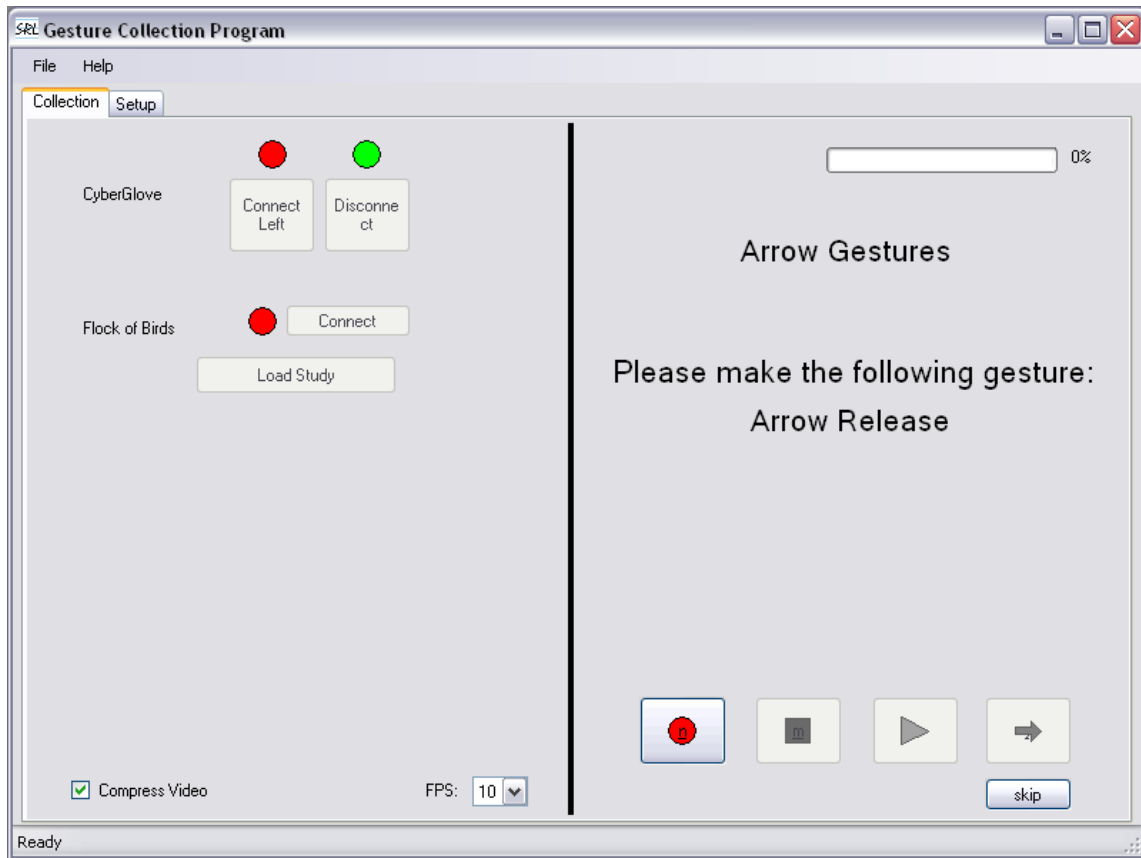 SRL Gesture Collection Program
File Help
Collection Setup
0%
CyberGlove
Connect
Left
Disconne
ct
Arrow Gestures
Flock of Birds
Connect
Load Study
Please make the following gesture:
Arrow Release
n
m
Compress Video
FPS: 10
skip
Ready